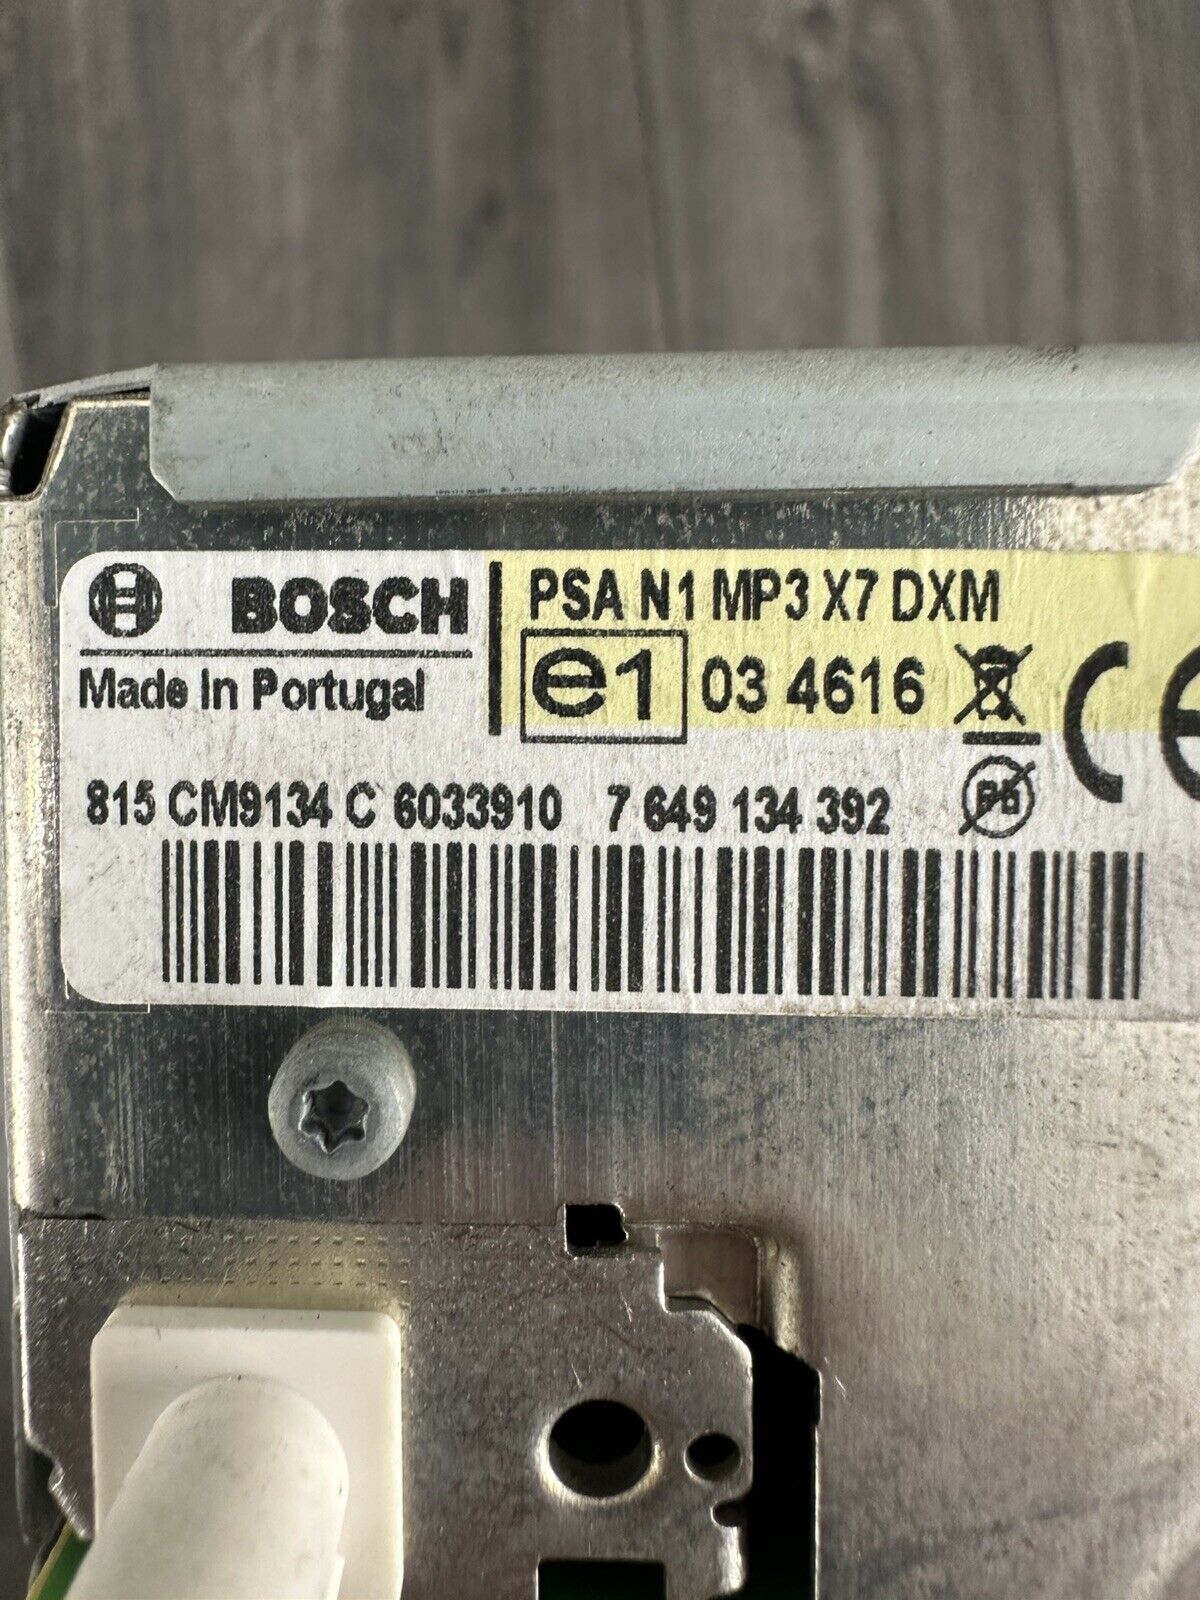 BOSCH
Made In Portugal
PSA N1 MP3 X7 DXM
e1 03 4616
CE
815 CM9134 C 6033910 7 649 134 392
Pb